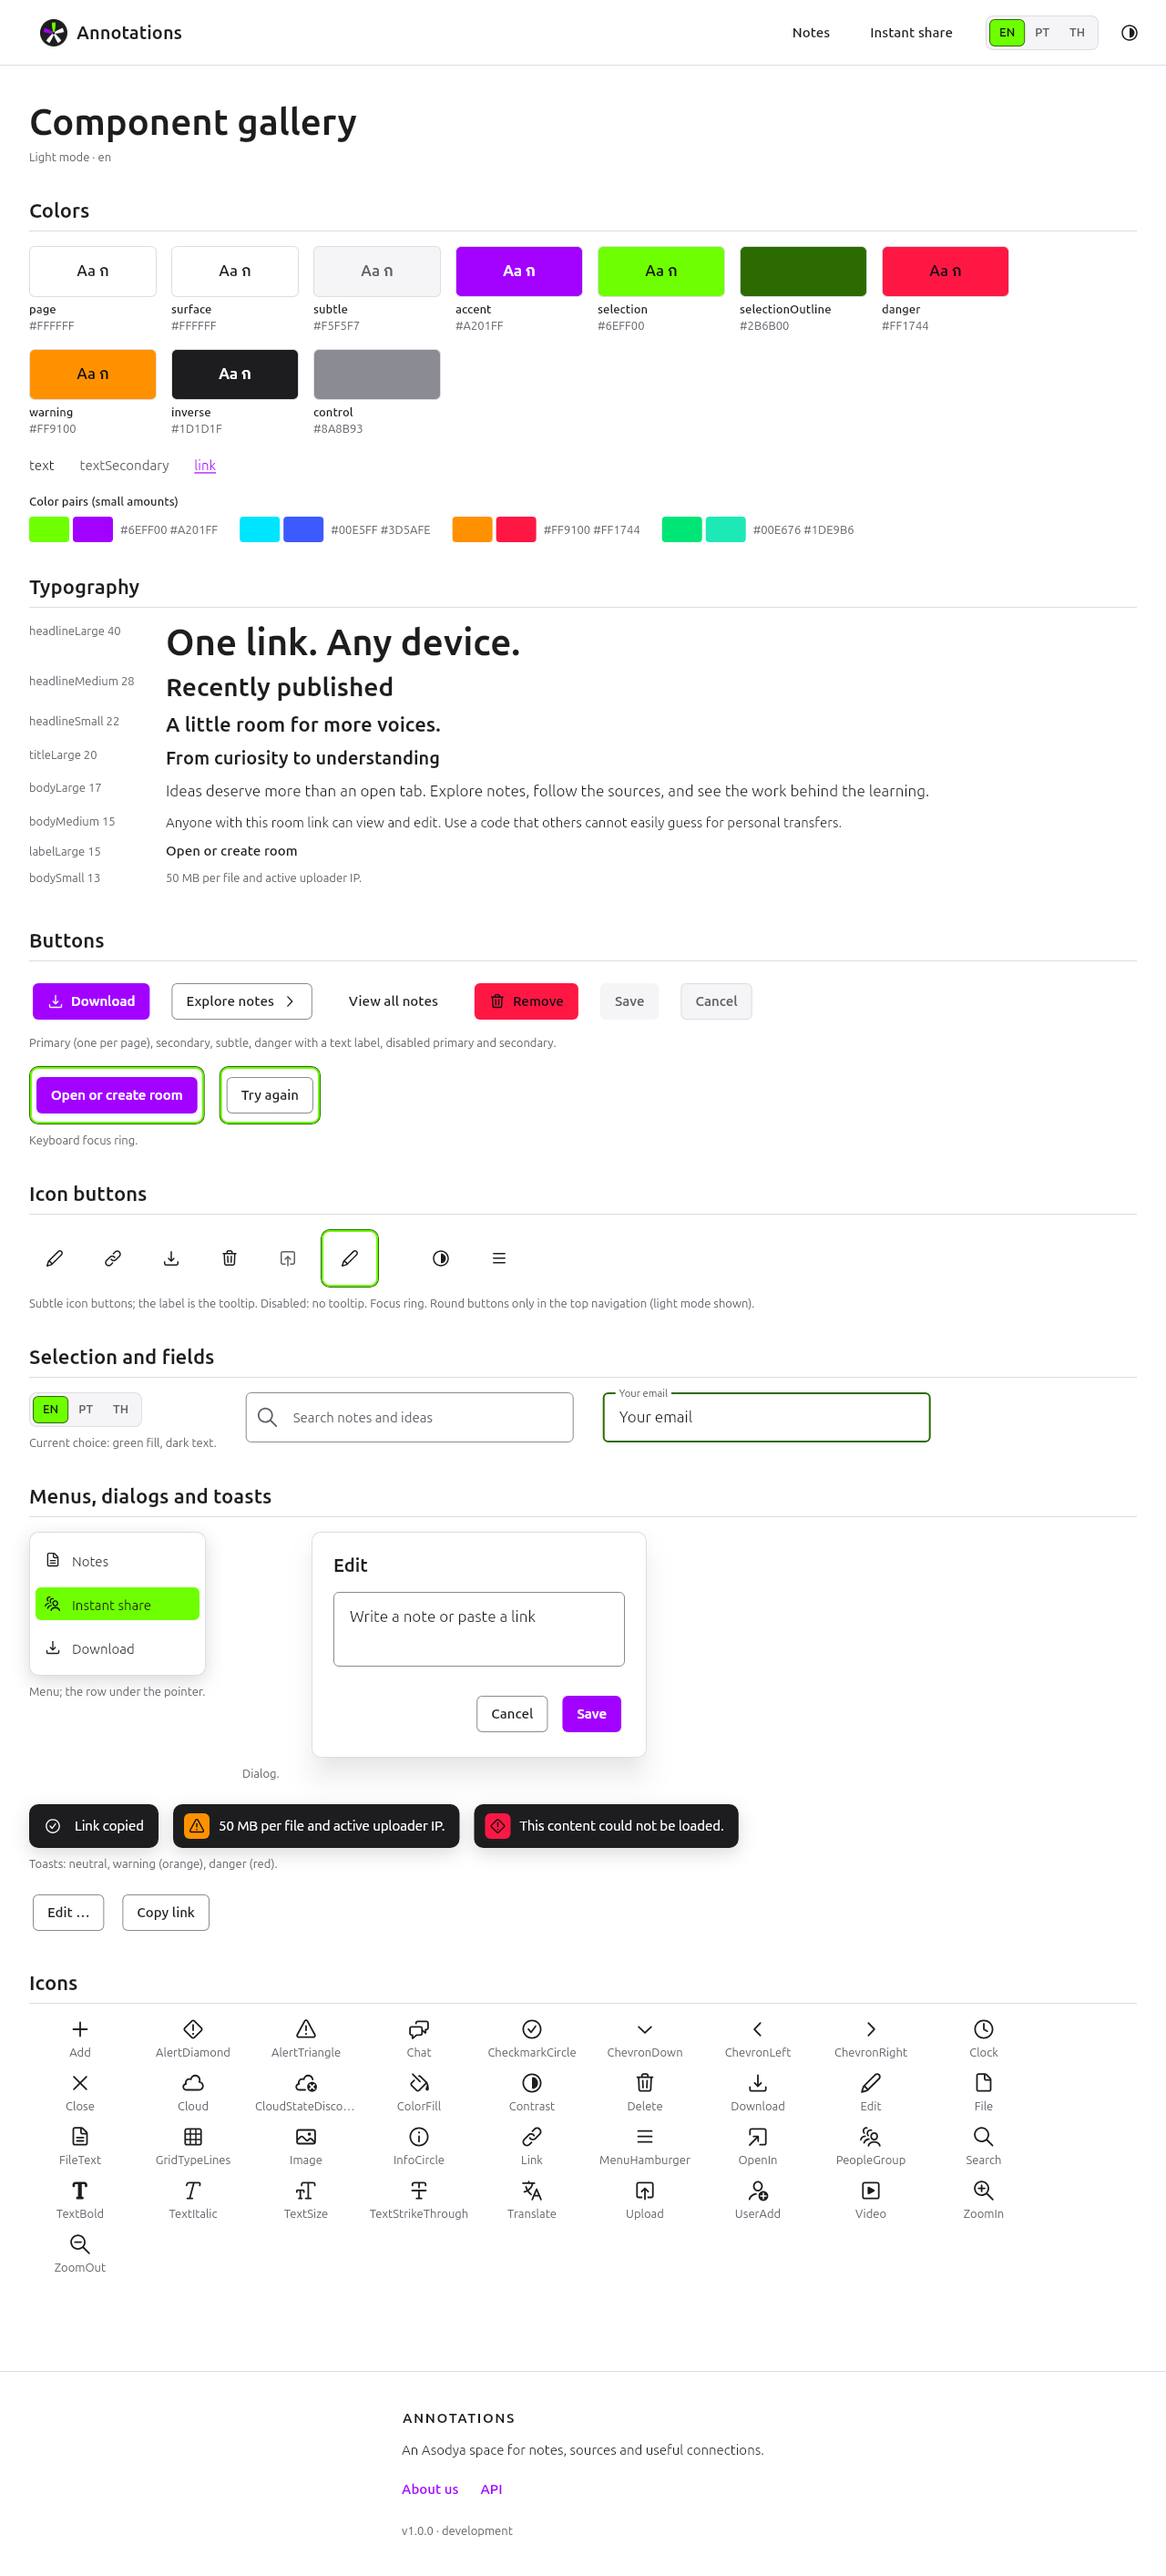 Annotations
Notes Instant share EN PT TH
Component gallery
Light mode · en
Colors
Aa ก Aa ก Aa ก Aa ก Aa ก Aa ก
page surface subtle accent selection selectionOutline danger
#FFFFFF #FFFFFF #F5F5F7 #A201FF #6EFF00 #2B6B00 #FF1744
Aa ก Aa ก
warning inverse control
#FF9100 #1D1D1F #8A8B93
text textSecondary link
Color pairs (small amounts)
#6EFF00 #A201FF #00E5FF #3D5AFE #FF9100 #FF1744 #00E676 #1DE9B6
Typography
headlineLarge 40 One link. Any device.
headlineMedium 28 Recently published
headlineSmall 22 A little room for more voices.
titleLarge 20 From curiosity to understanding
bodyLarge 17 Ideas deserve more than an open tab. Explore notes, follow the sources, and see the work behind the learning.
bodyMedium 15 Anyone with this room link can view and edit. Use a code that others cannot easily guess for personal transfers.
labelLarge 15 Open or create room
bodySmall 13 50 MB per file and active uploader IP.
Buttons
Download Explore notes View all notes Remove Save Cancel
Primary (one per page), secondary, subtle, danger with a text label, disabled primary and secondary.
Open or create room Try again
Keyboard focus ring.
Icon buttons
Subtle icon buttons; the label is the tooltip. Disabled: no tooltip. Focus ring. Round buttons only in the top navigation (light mode shown).
Selection and fields
EN PT TH Search notes and ideas Your email
Your email
Current choice: green fill, dark text.
Menus, dialogs and toasts
Notes
Instant share
Download
Menu; the row under the pointer.
Edit
Write a note or paste a link
Cancel Save
Dialog.
Link copied 50 MB per file and active uploader IP. This content could not be loaded.
Toasts: neutral, warning (orange), danger (red).
Edit … Copy link
Icons
Add AlertDiamond AlertTriangle Chat CheckmarkCircle ChevronDown ChevronLeft ChevronRight Clock
Close Cloud CloudStateDisco… ColorFill Contrast Delete Download Edit File
FileText GridTypeLines Image InfoCircle Link MenuHamburger OpenIn PeopleGroup Search
TextBold TextItalic TextSize TextStrikeThrough Translate Upload UserAdd Video ZoomIn
ZoomOut
ANNOTATIONS
An Asodya space for notes, sources and useful connections.
About us API
v1.0.0 · development